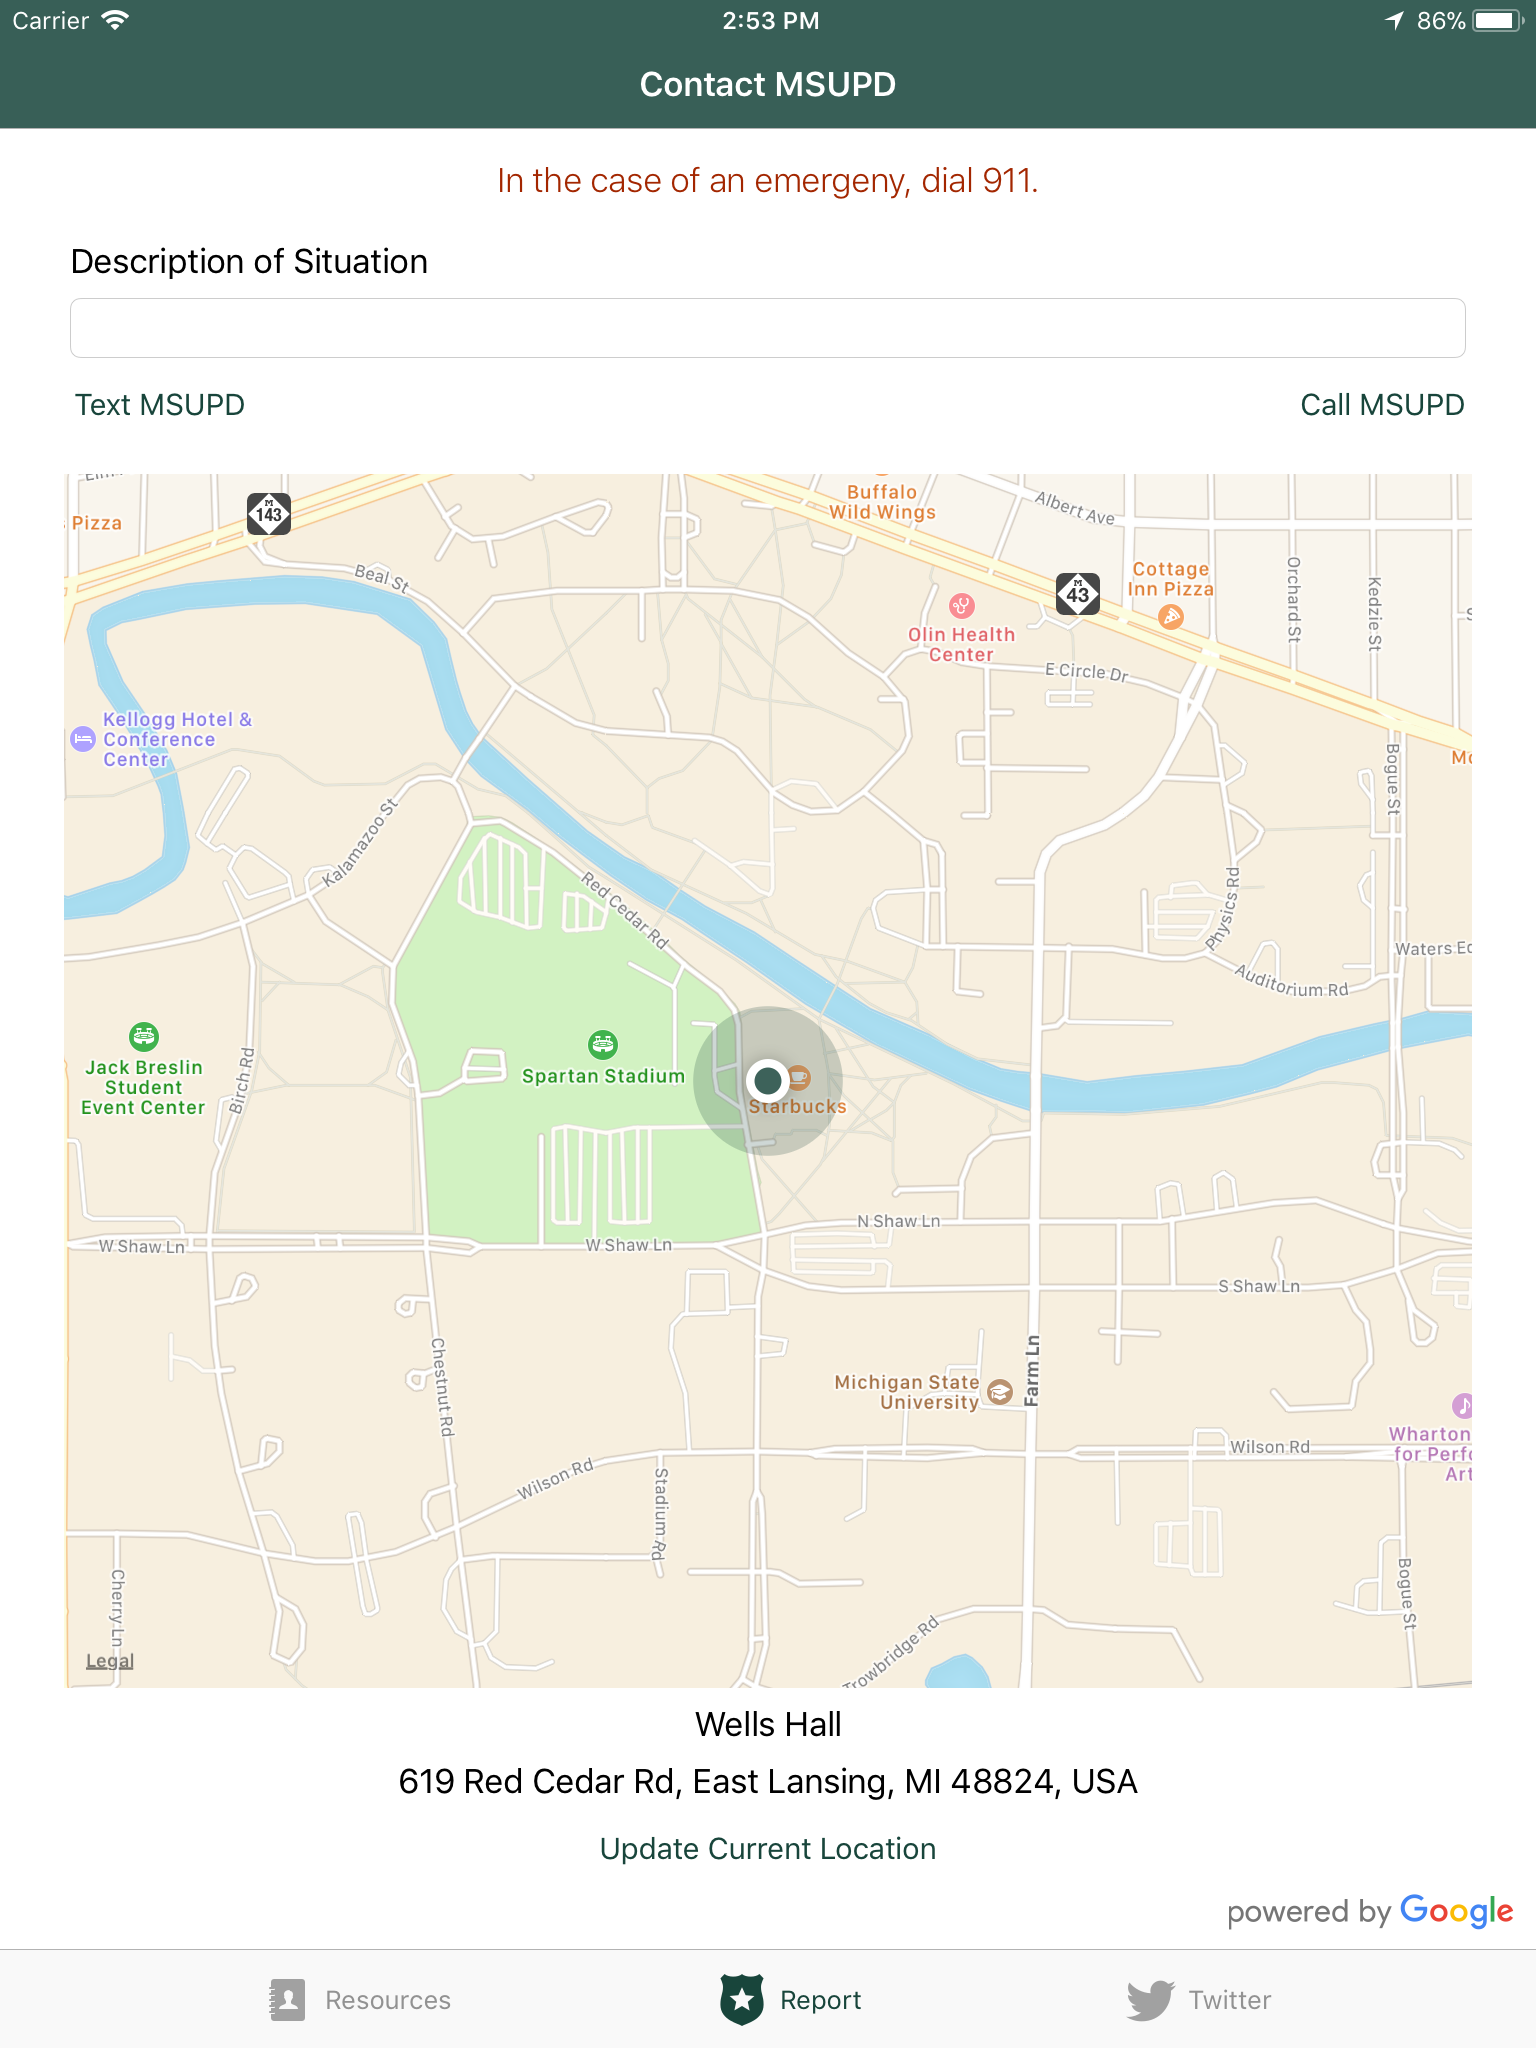 Carrier 2:53 PM 86%
Contact MSUPD
In the case of an emergeny, dial 911.
Description of Situation
Text MSUPD Call MSUPD
Pizza
M
143
Beal St
Buffalo
Wild Wings
Albert Ave
M
43
Cottage
Inn Pizza
Orchard St
Kedzie St
Olin Health
Center
E Circle Dr
Kellogg Hotel &
Conference
Center
Bogue St
Kalamazoo St
Red Cedar Rd
Physics Rd
Auditorium Rd
Waters
Jack Breslin
Student
Event Center
Birch Rd
Spartan Stadium
Starbucks
W Shaw Ln
W Shaw Ln
N Shaw Ln
S Shaw Ln
Chestnut Rd
Farm Ln
Michigan State
University
Wharton
for Perfo
Art
Wilson Rd
Wilson Rd
Stadium Rd
Cherry Ln
Bogue St
Trowbridge Rd
Legal
Wells Hall
619 Red Cedar Rd, East Lansing, MI 48824, USA
Update Current Location
powered by Google
Resources Report Twitter